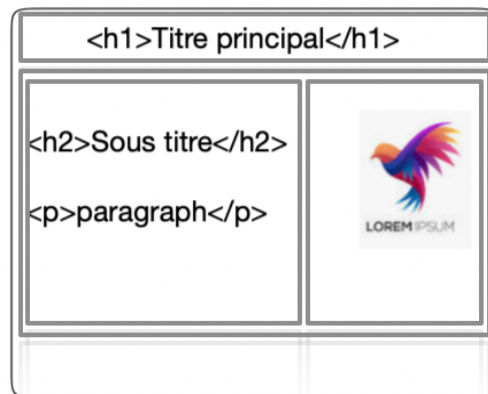 <h1>Titre principal</h1>
<h2>Sous titre</h2>
<p>paragraph</p>
LOREM IPSUM